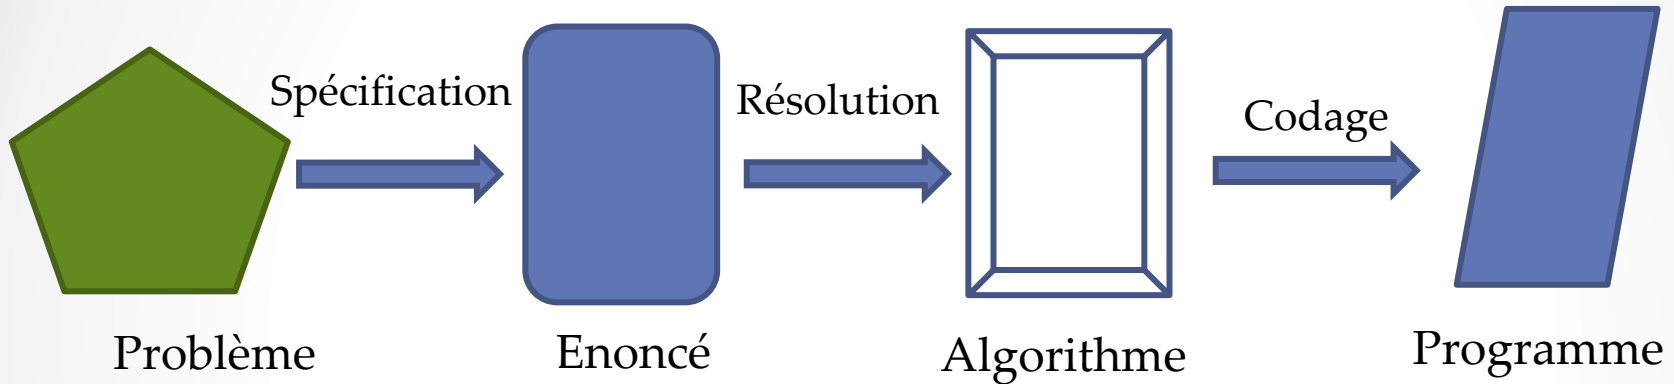 Spécification
Résolution
Codage
Problème
Enoncé
Algorithme
Programme